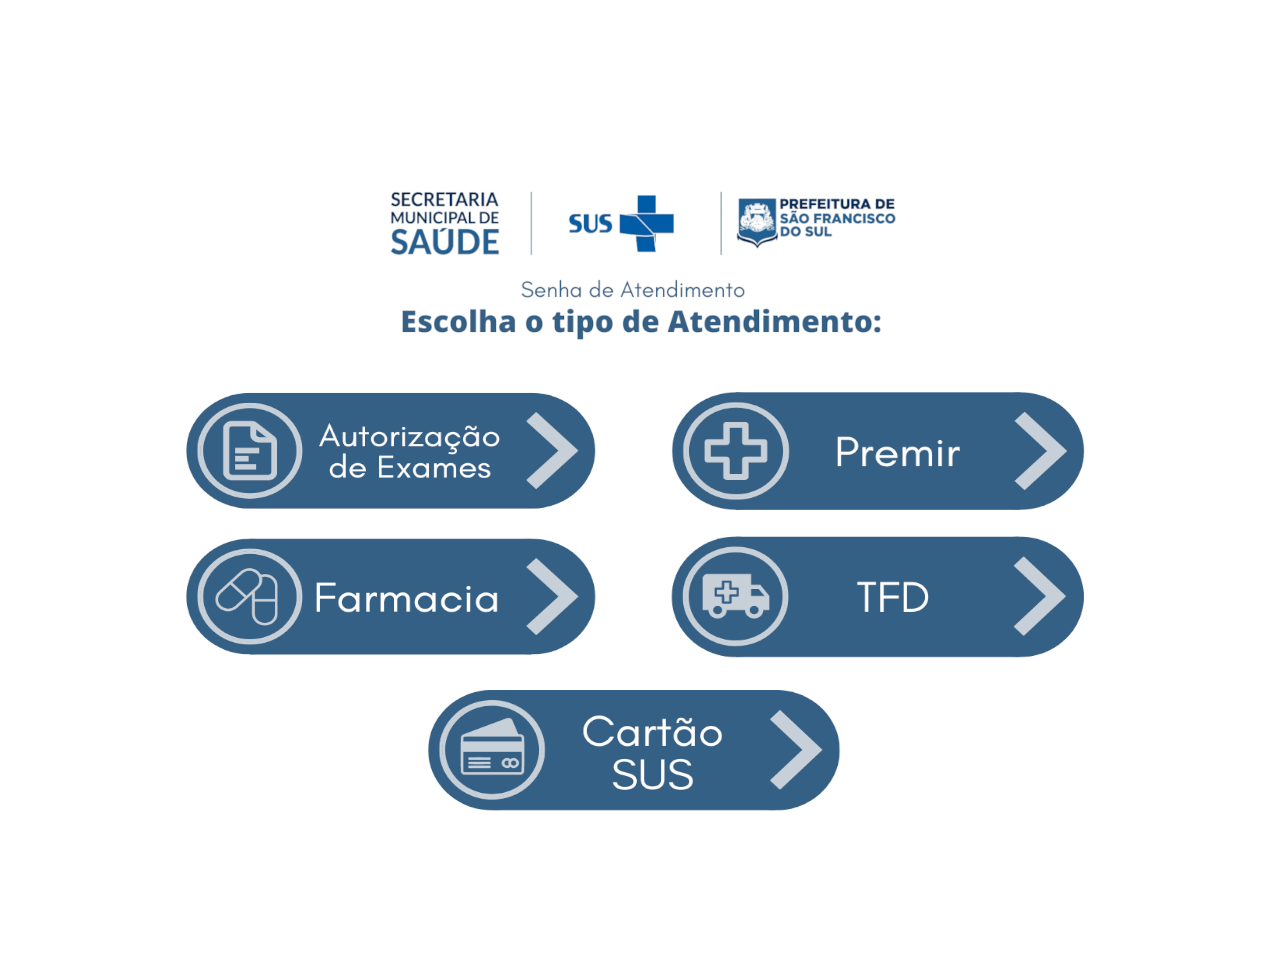 SECRETARIA
MUNICIPAL DE
SAÚDE
SUS
PREFEITURA DE
SÃO FRANCISCO
DO SUL
Senha de Atendimento
Escolha o tipo de Atendimento:
Autorização
de Exames
Premir
Farmacia
TFD
Cartão
SUS